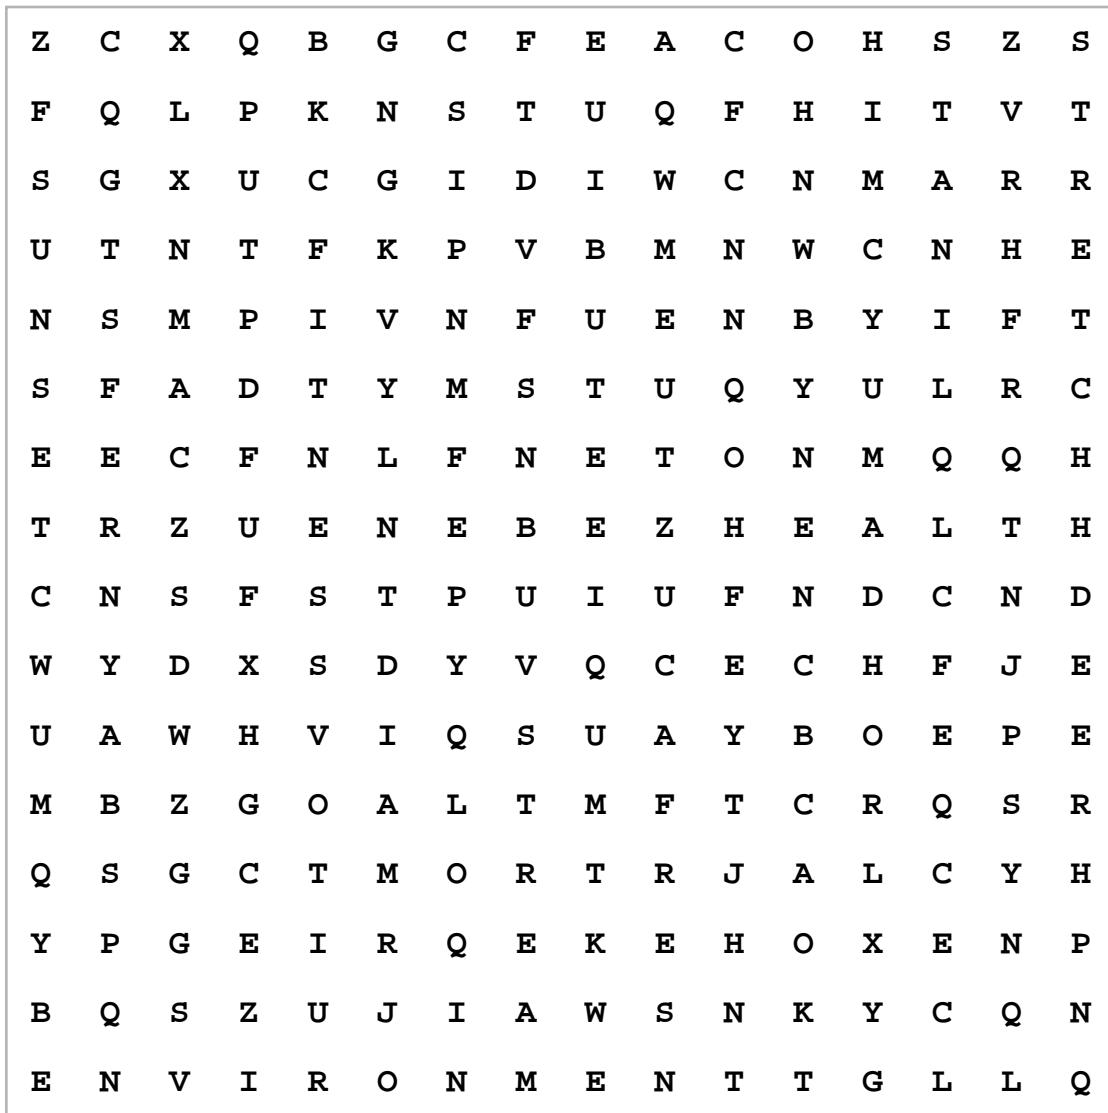 Z C X Q B G C F E A C O H S Z S
F Q L P K N S T U Q F H I T V T
S G X U C G I D I W C N M A R R
U T N T F K P V B M N W C N H E
N S M P I V N F U E N B Y I F T
S F A D T Y M S T U Q Y U L R C
E E C F N L F N E T O N M Q Q H
T R Z U E N E B E Z H E A L T H
C N S F S T P U I U F N D C N D
W Y D X S D Y V Q C E C H F J E
U A W H V I Q S U A Y B O E P E
M B Z G O A L T M F T C R Q S R
Q S G C T M O R T R J A L C Y H
Y P G E I R Q E K E H O X E N P
B Q S Z U J I A W S N K Y C Q N
E N V I R O N M E N T T G L L Q